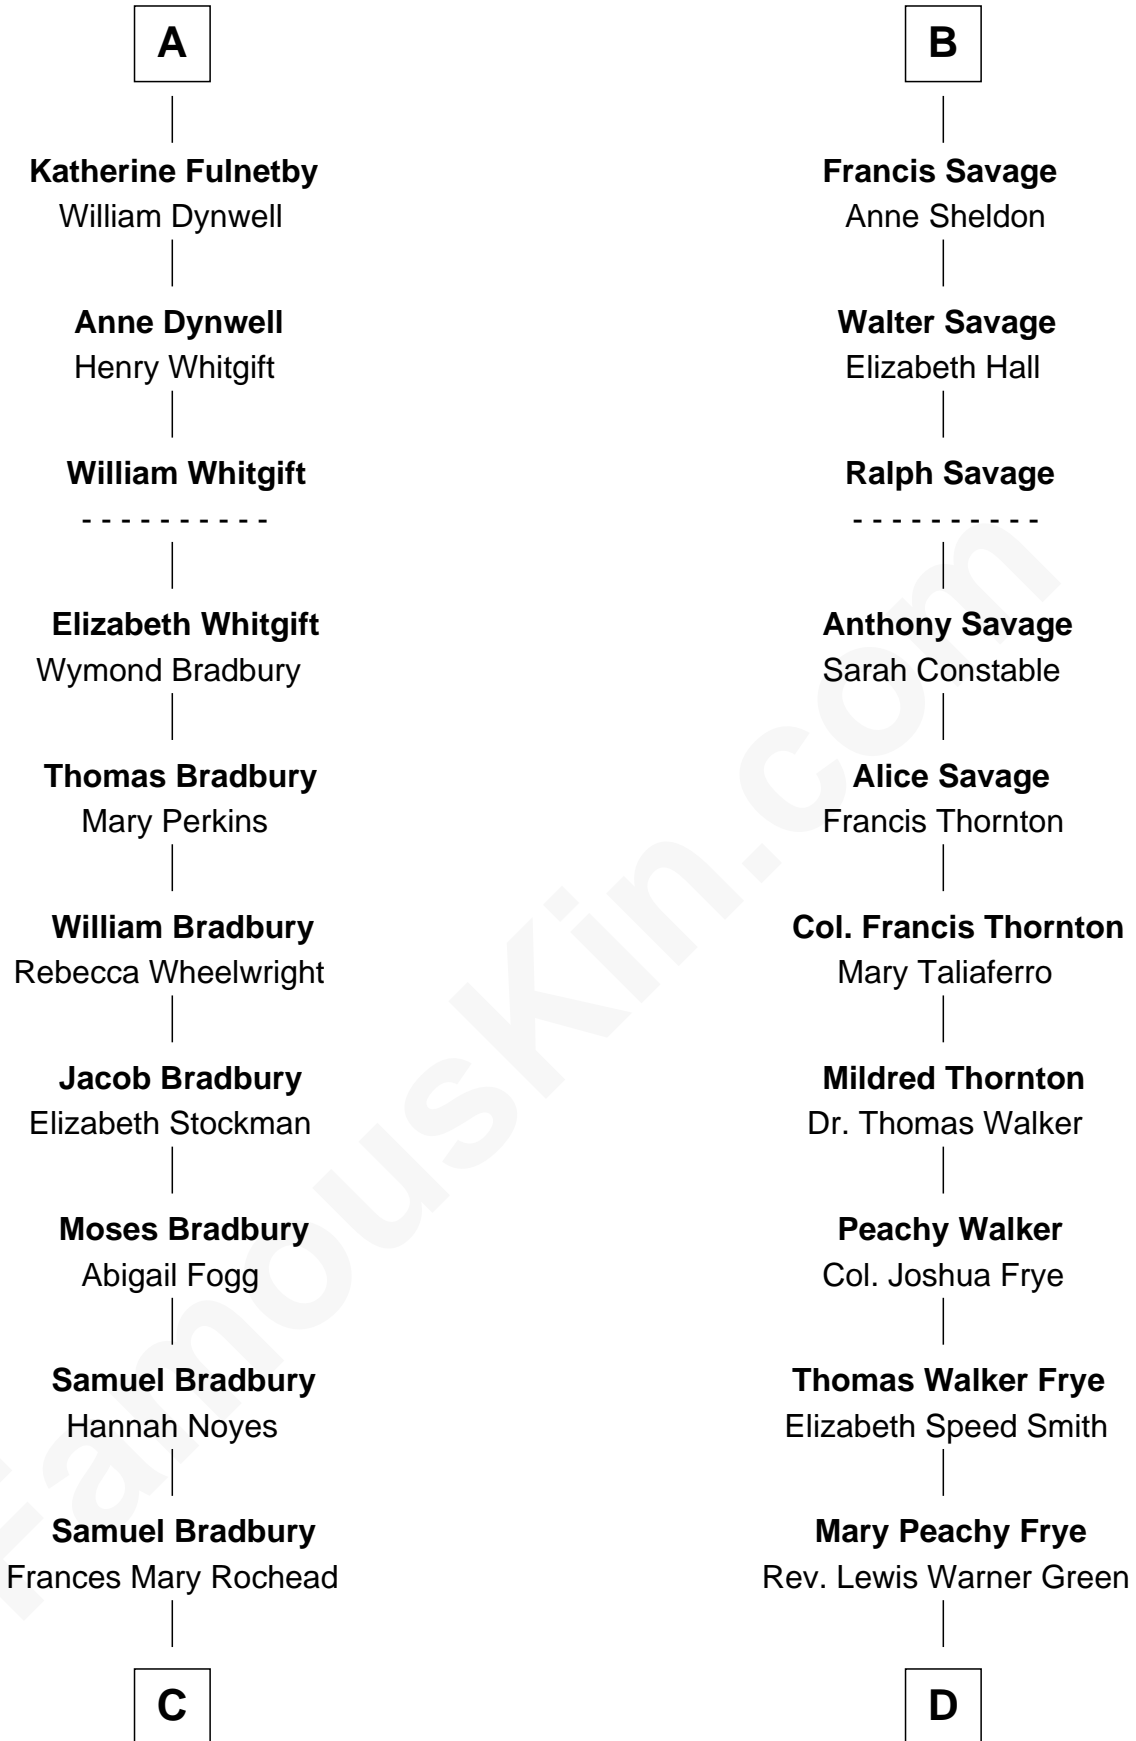 A
Katherine Fulnetby
William Dynwell
Anne Dynwell
Henry Whitgift
William Whitgift
- - - - - - - - - -
Elizabeth Whitgift
Wymond Bradbury
Thomas Bradbury
Mary Perkins
William Bradbury
Rebecca Wheelwright
Jacob Bradbury
Elizabeth Stockman
Moses Bradbury
Abigail Fogg
Samuel Bradbury
Hannah Noyes
Samuel Bradbury
Frances Mary Rochead
C
B
Francis Savage
Anne Sheldon
Walter Savage
Elizabeth Hall
Ralph Savage
- - - - - - - - - -
Anthony Savage
Sarah Constable
Alice Savage
Francis Thornton
Col. Francis Thornton
Mary Taliaferro
Mildred Thornton
Dr. Thomas Walker
Peachy Walker
Col. Joshua Frye
Thomas Walker Frye
Elizabeth Speed Smith
Mary Peachy Frye
Rev. Lewis Warner Green
D
FamousKin.com